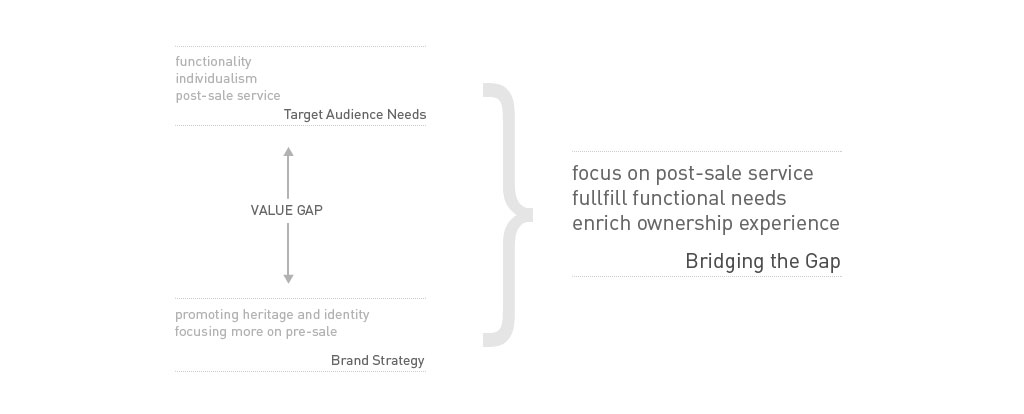 functionality
individualism
post-sale service
Target Audience Needs
VALUE GAP
promoting heritage and identity
focusing more on pre-sale
Brand Strategy
focus on post-sale service
fullfill functional needs
enrich ownership experience
Bridging the Gap